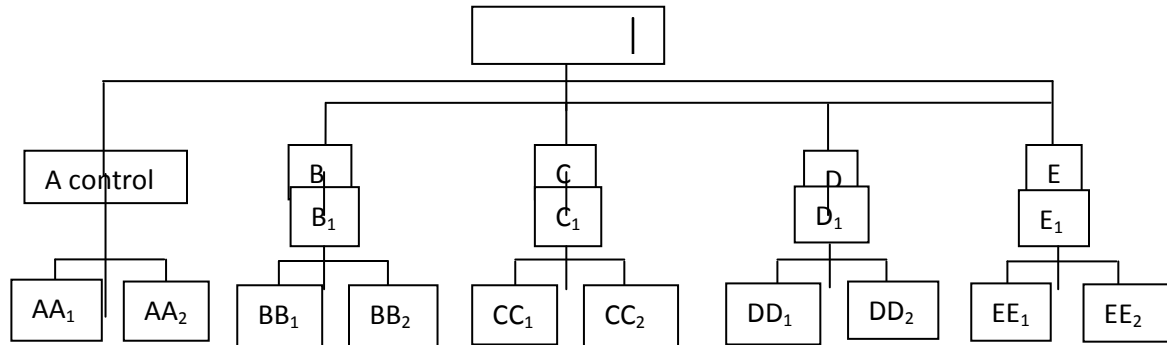 A control B C D E
B₁ C₁ D₁ E₁
AA₁ AA₂ BB₁ BB₂ CC₁ CC₂ DD₁ DD₂ EE₁ EE₂